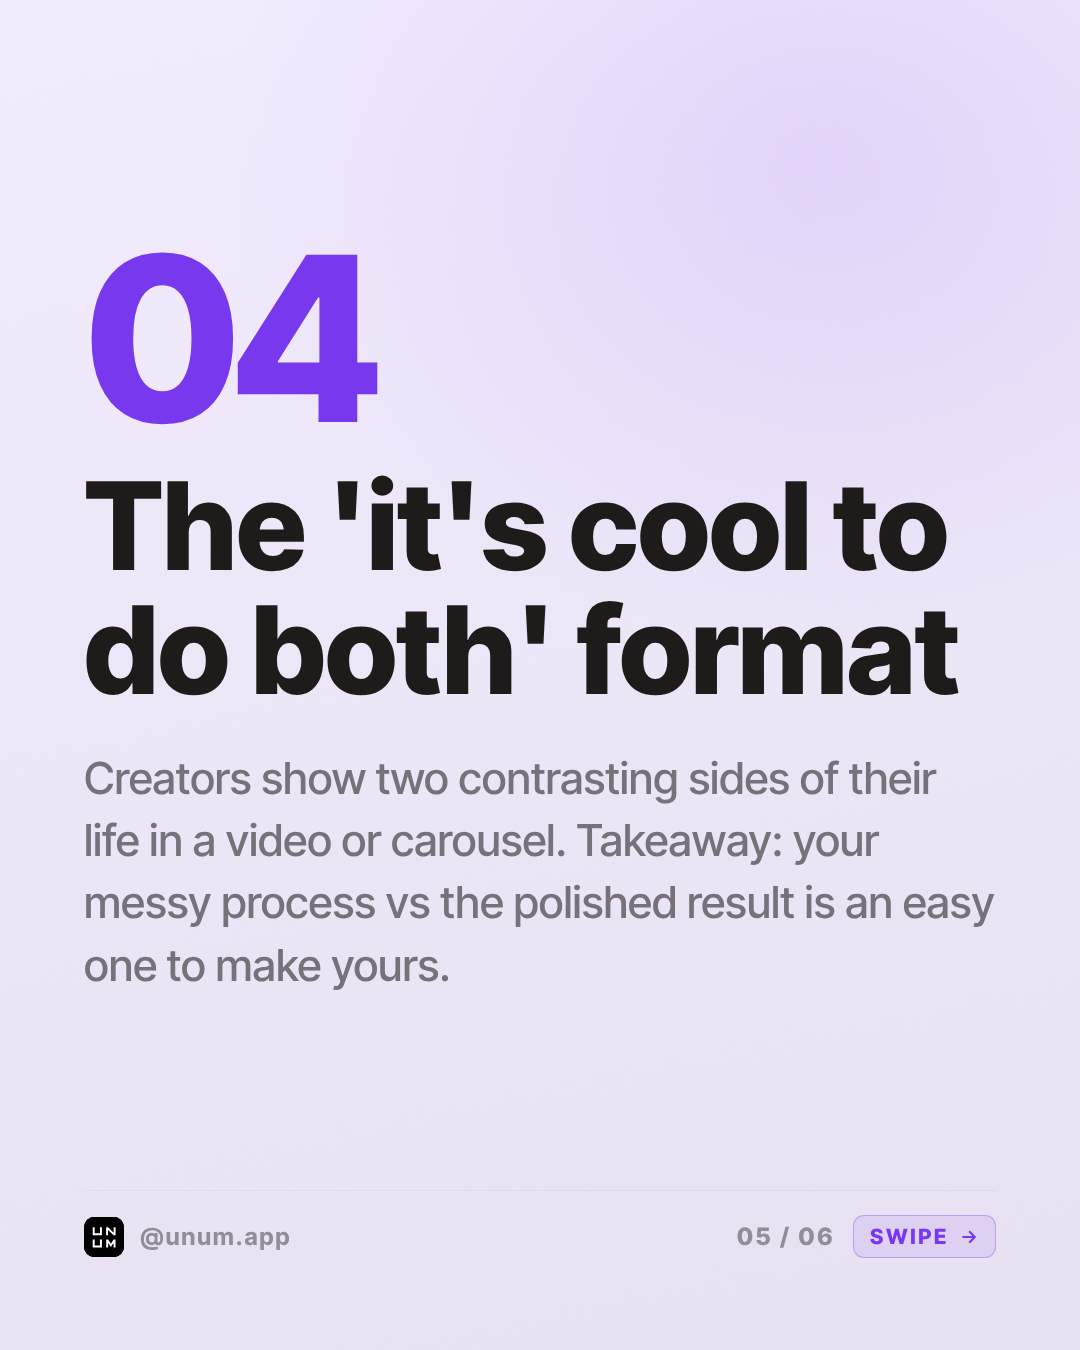 04
The 'it's cool to
do both' format
Creators show two contrasting sides of their
life in a video or carousel. Takeaway: your
messy process vs the polished result is an easy
one to make yours.
UN
UM
@unum.app
05 / 06
SWIPE →